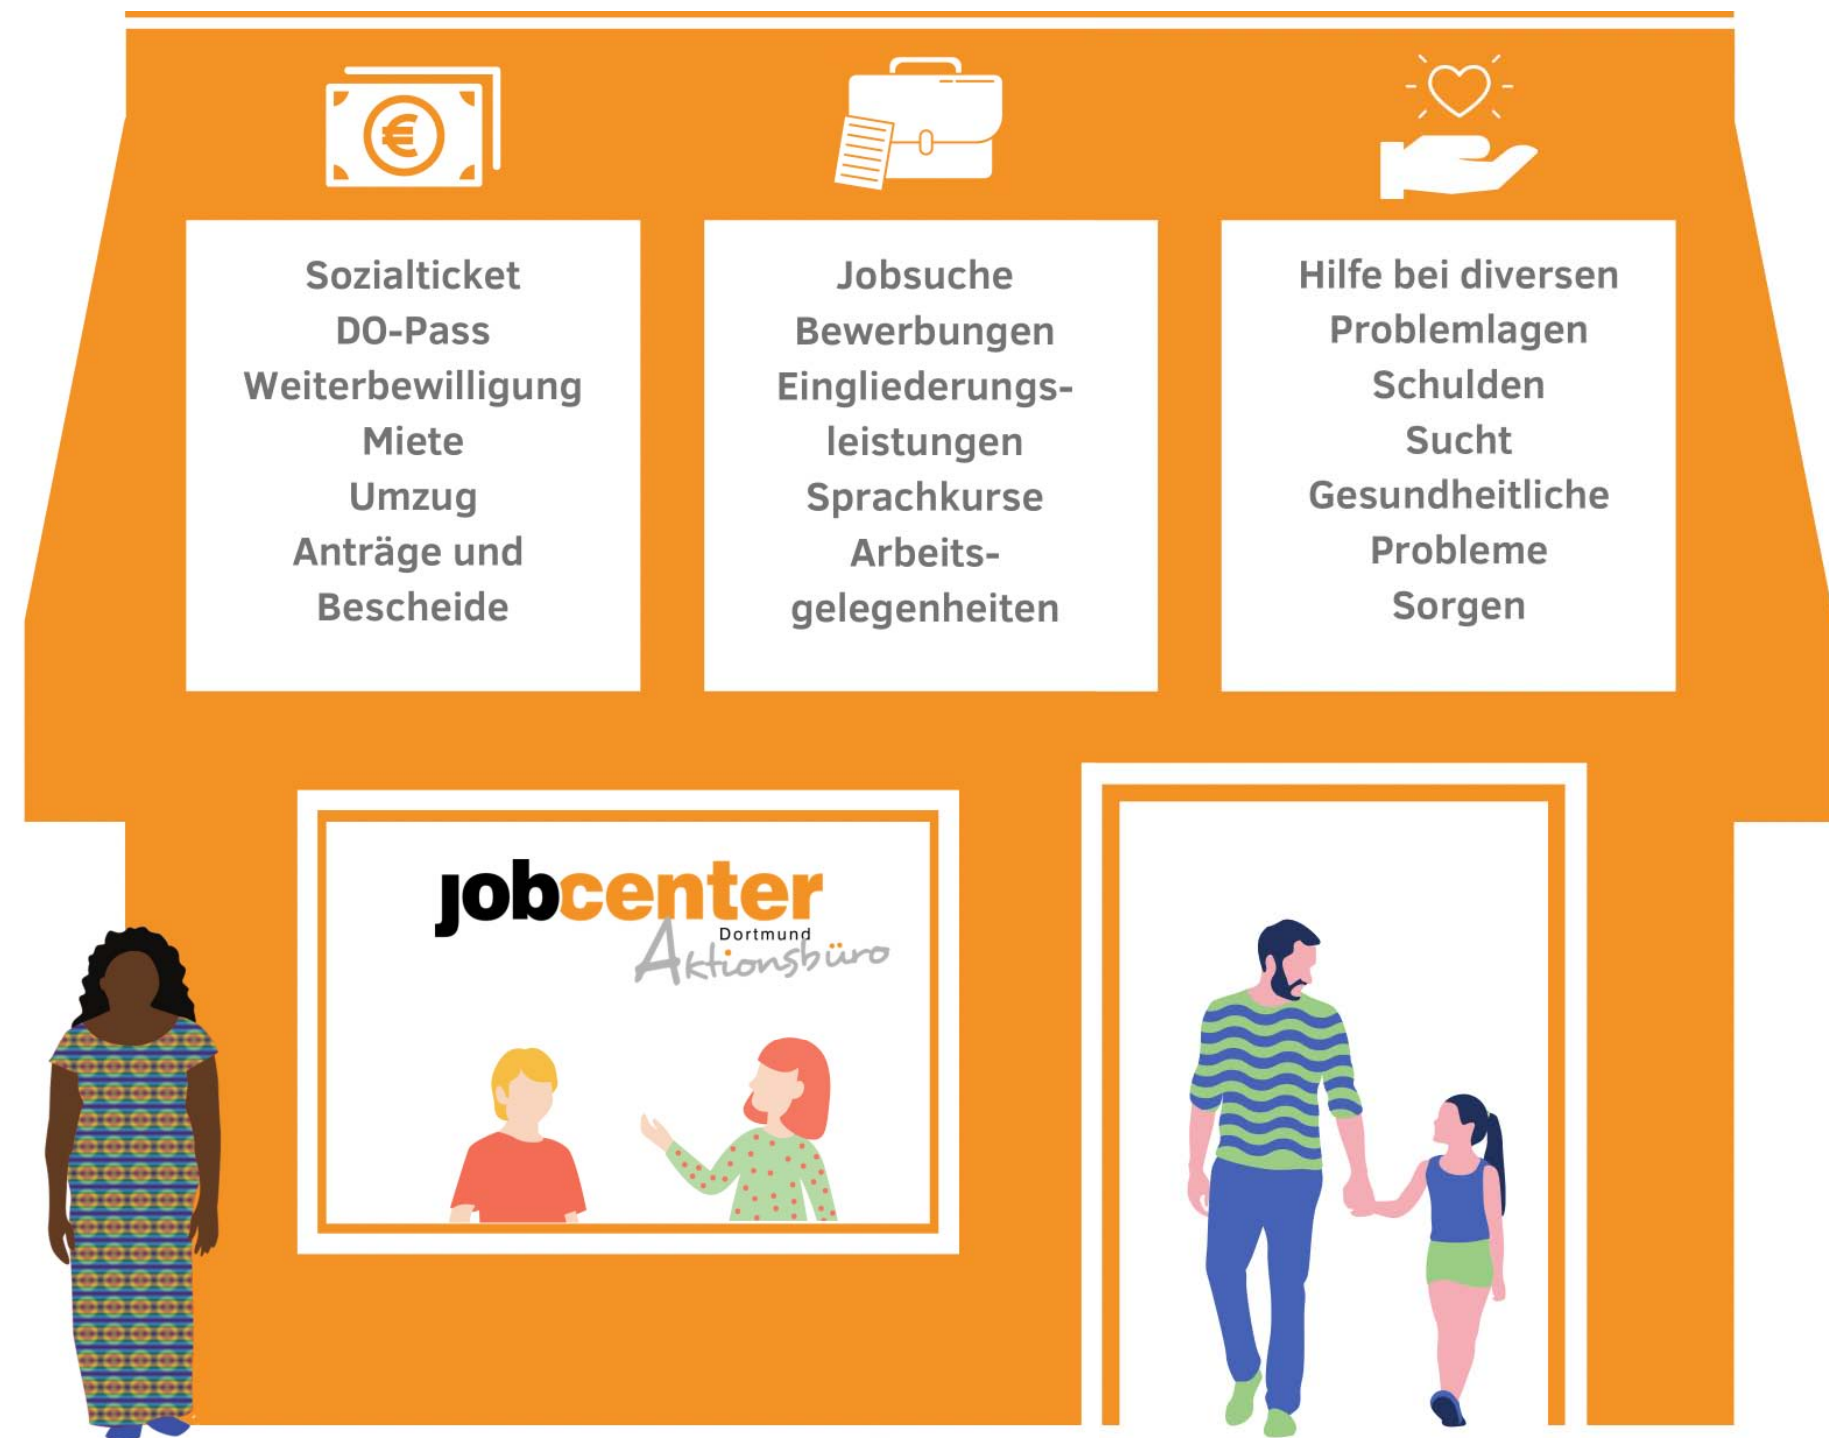 Sozialticket
DO-Pass
Weiterbewilligung
Miete
Umzug
Anträge und
Bescheide
Jobsuche
Bewerbungen
Eingliederungs-
leistungen
Sprachkurse
Arbeits-
gelegenheiten
Hilfe bei diversen
Problemlagen
Schulden
Sucht
Gesundheitliche
Probleme
Sorgen
jobcenter
Dortmund
Aktionsbüro